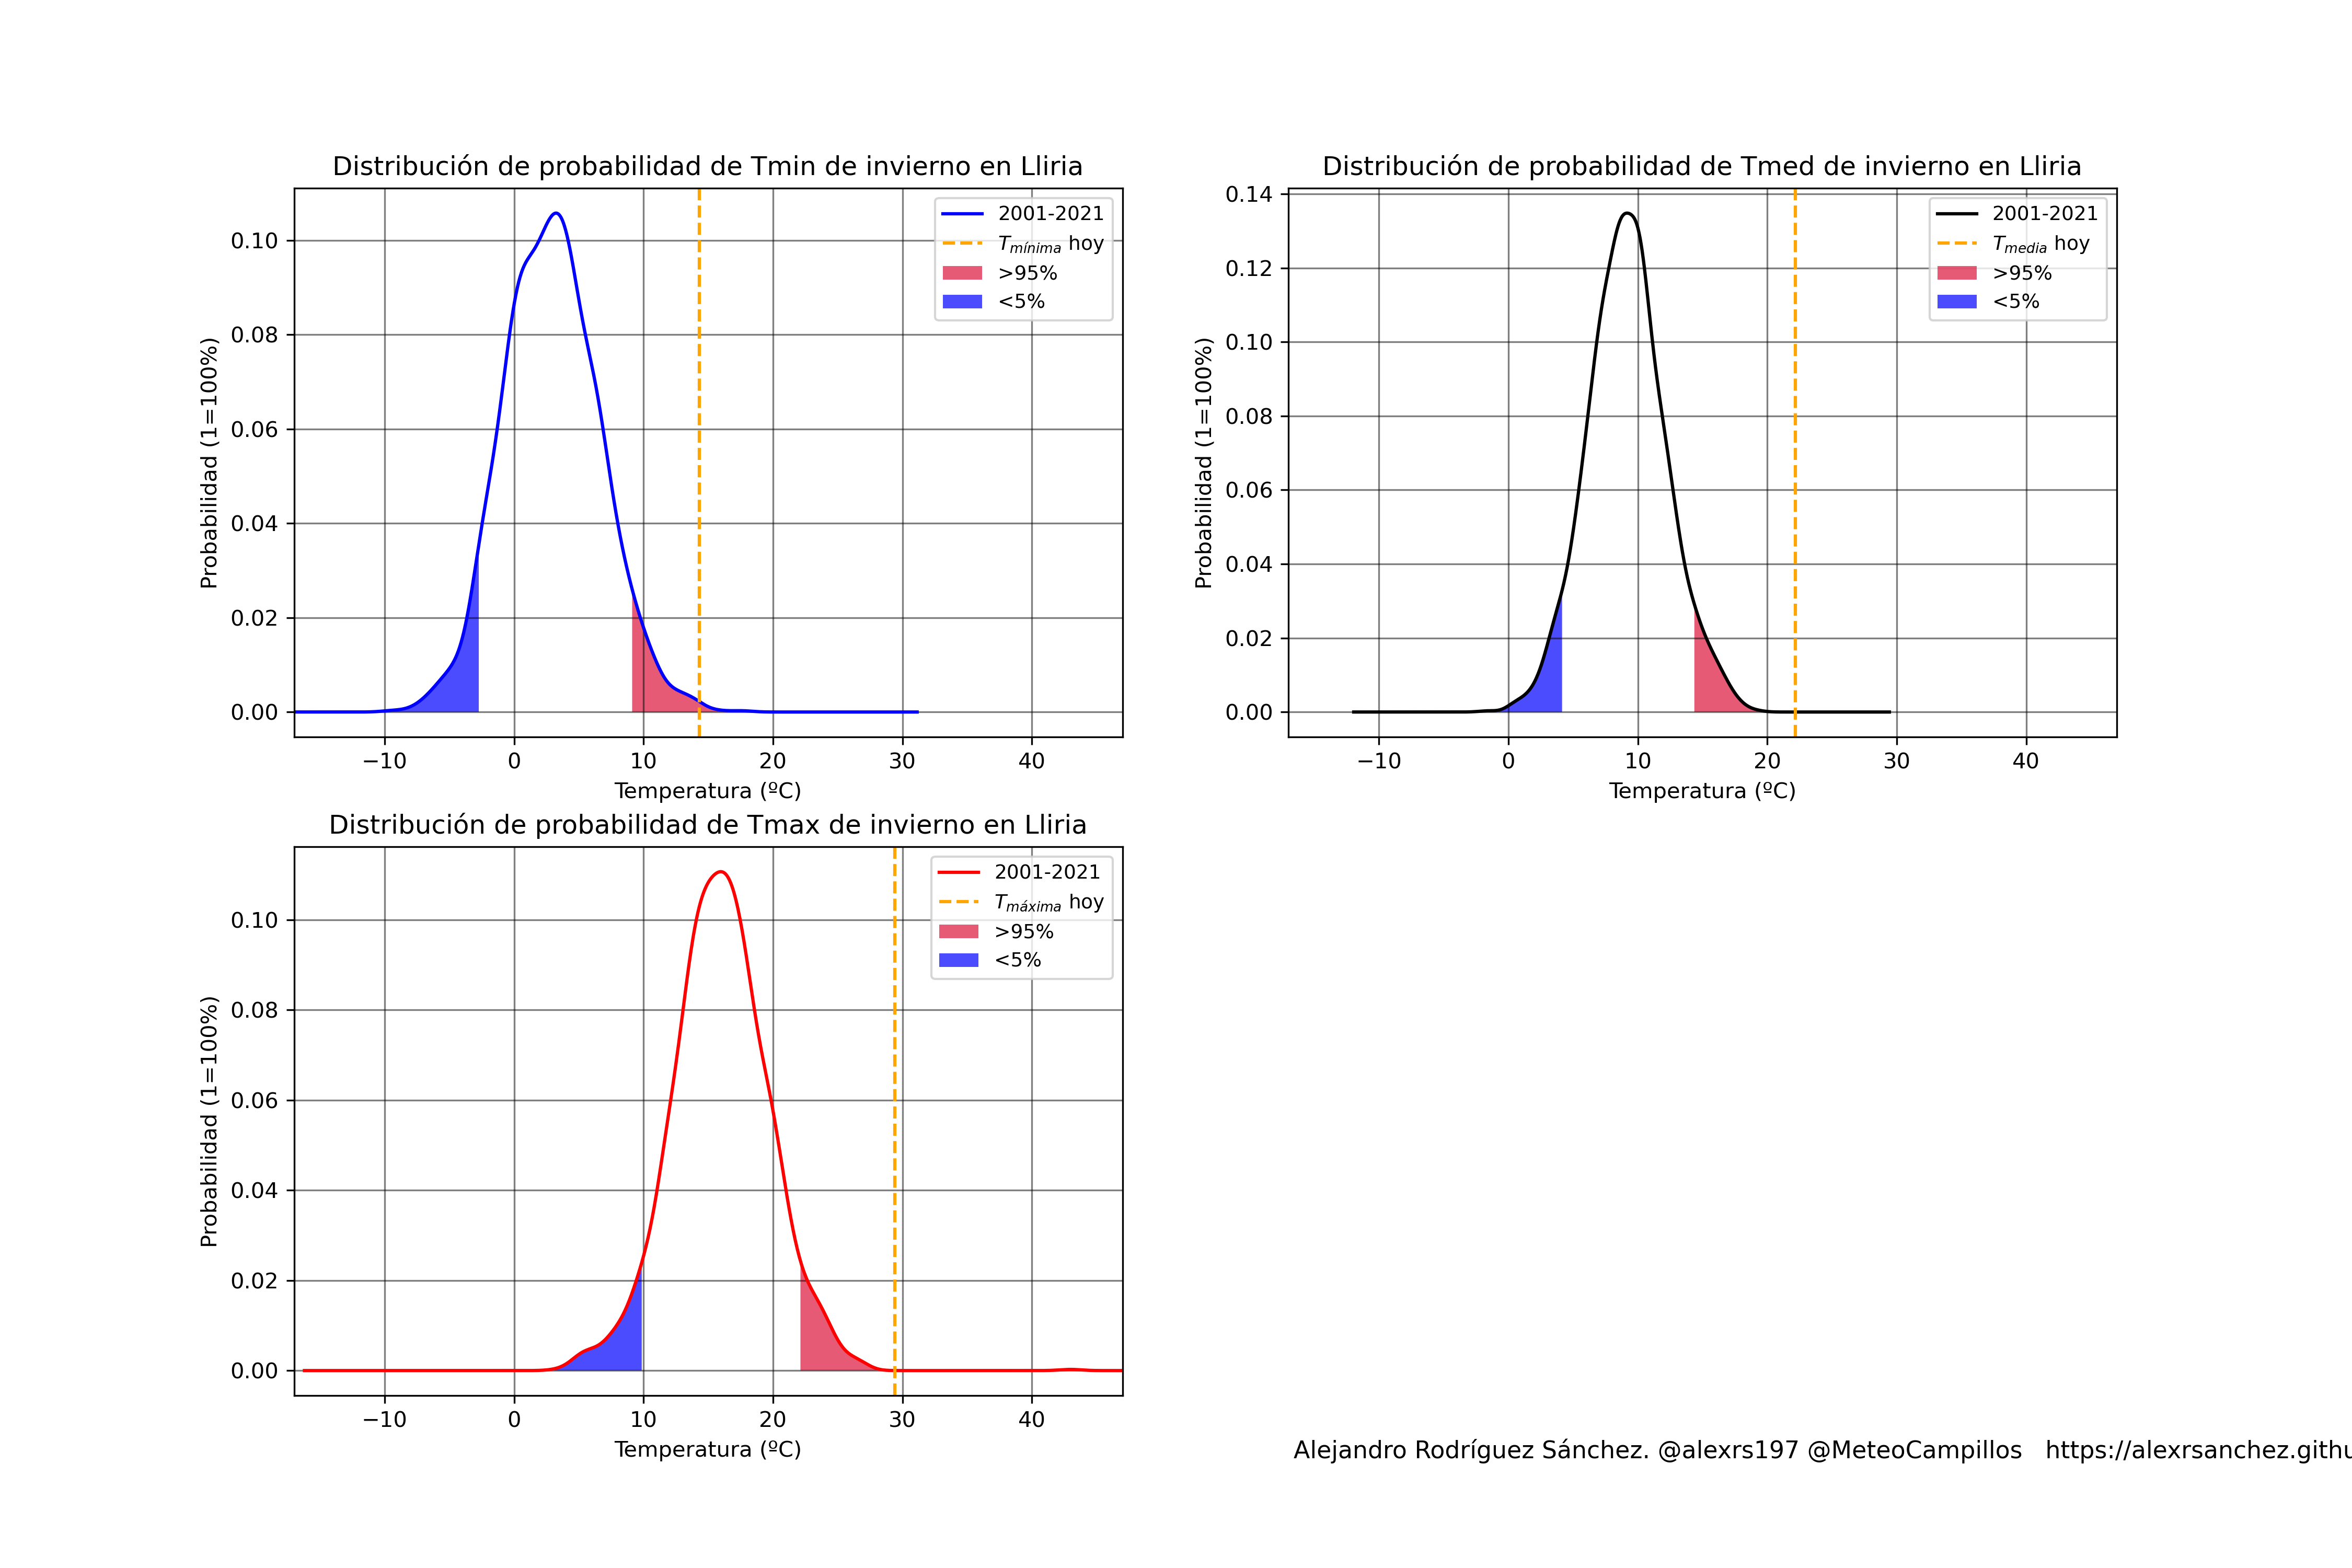 Distribución de probabilidad de Tmin de invierno en Lliria
Probabilidad (1=100%)
0.10
0.08
0.06
0.04
0.02
0.00
2001-2021
Tmínima hoy
>95%
<5%
−10 0 10 20 30 40
Temperatura (ºC)
Distribución de probabilidad de Tmed de invierno en Lliria
Probabilidad (1=100%)
0.14
0.12
0.10
0.08
0.06
0.04
0.02
0.00
2001-2021
Tmedia hoy
>95%
<5%
−10 0 10 20 30 40
Temperatura (ºC)
Distribución de probabilidad de Tmax de invierno en Lliria
Probabilidad (1=100%)
0.10
0.08
0.06
0.04
0.02
0.00
2001-2021
Tmáxima hoy
>95%
<5%
−10 0 10 20 30 40
Temperatura (ºC)
Alejandro Rodríguez Sánchez. @alexrs197 @MeteoCampillos https://alexrsanchez.githu